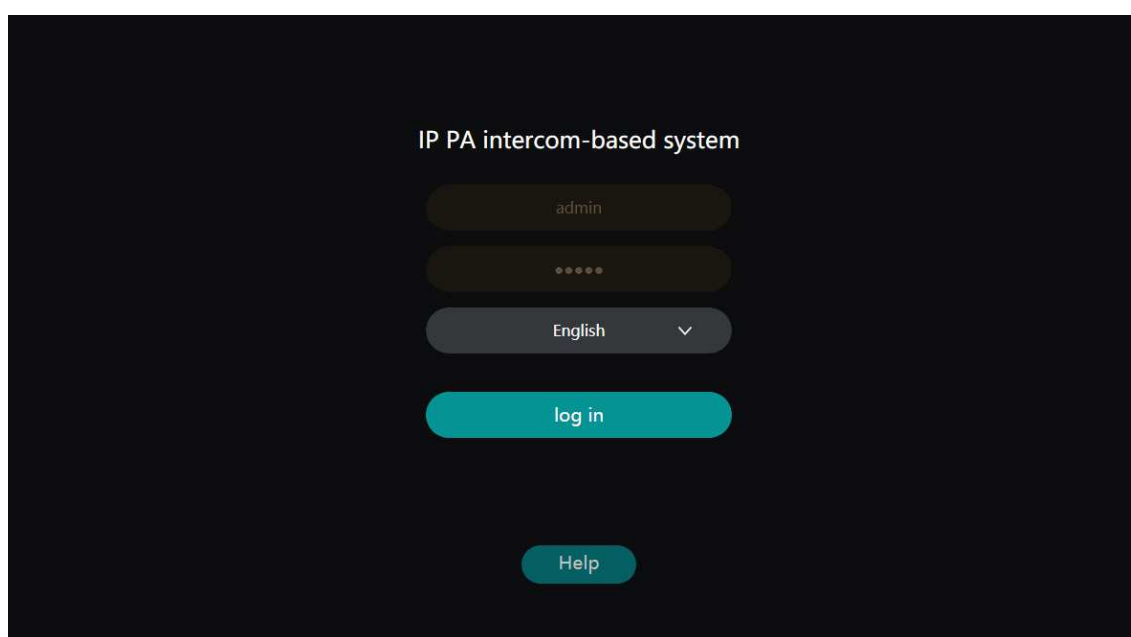 IP PA intercom-based system
admin
•••••
English
log in
Help